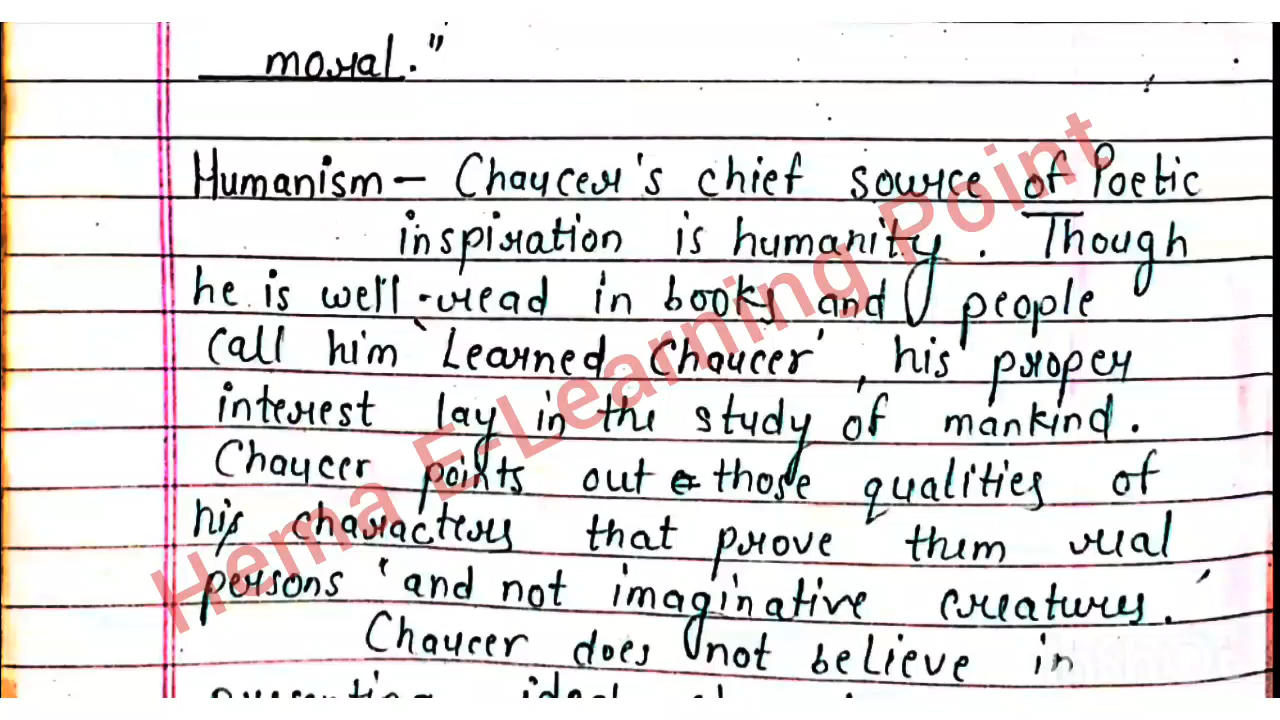 moral."
Humanism – Chaucer's chief source of Poetic
inspiration is humanity. Though
he is well-read in books and people
call him 'Learned Chaucer', his proper
interest lay in the study of mankind.
Chaucer points out those qualities of
his characters that prove them real
persons 'and not imaginative creatures.'
Chaucer does not believe in
Hema E-Learning Point